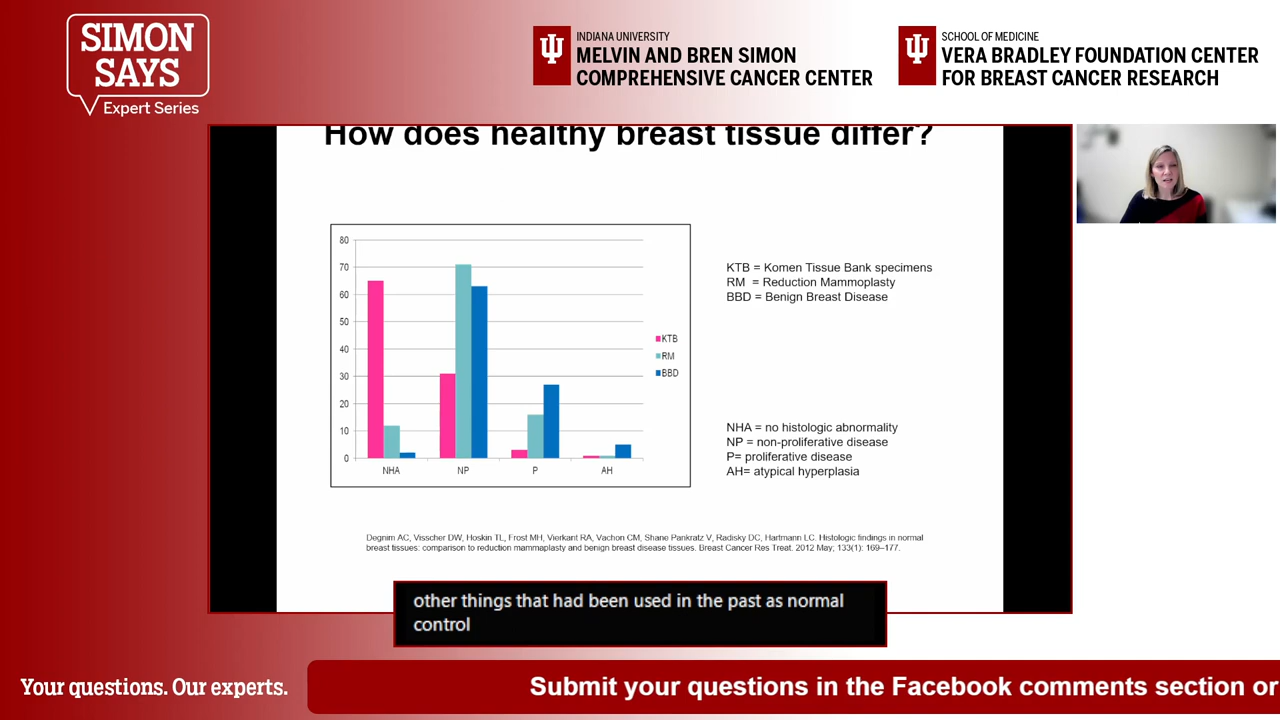 SIMON
SAYS
Expert Series
INDIANA UNIVERSITY
MELVIN AND BREN SIMON
COMPREHENSIVE CANCER CENTER
SCHOOL OF MEDICINE
VERA BRADLEY FOUNDATION CENTER
FOR BREAST CANCER RESEARCH
How does healthy breast tissue differ?
80
70
60
50
40
30
20
10
0
NHA
NP
P
AH
KTB
RM
BBD
KTB = Komen Tissue Bank specimens
RM = Reduction Mammoplasty
BBD = Benign Breast Disease
NHA = no histologic abnormality
NP = non-proliferative disease
P= proliferative disease
AH= atypical hyperplasia
Degnim AC, Visscher DW, Hoskin TL, Frost MH, Vierkant RA, Vachon CM, Shane Pankratz V, Radisky DC, Hartmann LC. Histologic findings in normal
breast tissues: comparison to reduction mammaplasty and benign breast disease tissues. Breast Cancer Res Treat. 2012 May; 133(1): 169–177.
other things that had been used in the past as normal
control
Your questions. Our experts.
Submit your questions in the Facebook comments section or